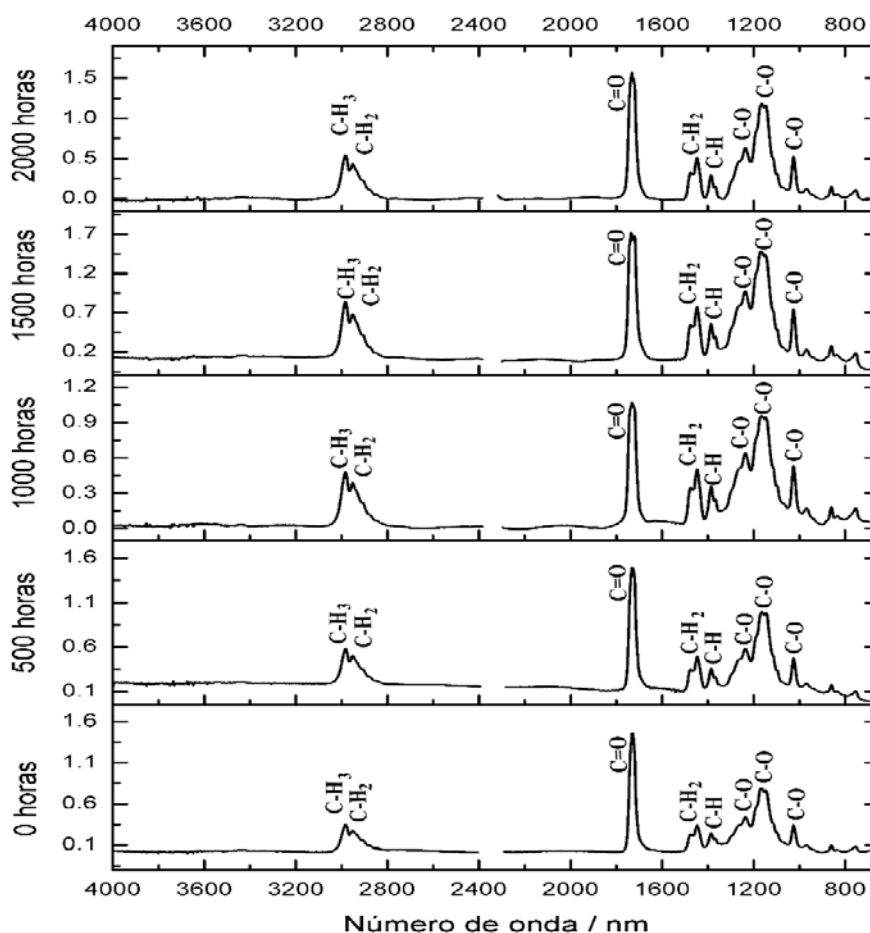 4000 3600 3200 2800 2400 2000 1600 1200 800
2000 horas
1.5
1.0
0.5
0.0
C-H3
C-H2
C=O
C-H2
C-H
C-O
C-O
C-O
1500 horas
1.7
1.2
0.7
0.2
C-H3
C-H2
C=O
C-H2
C-H
C-O
C-O
C-O
1000 horas
1.2
0.9
0.6
0.3
0.0
C-H3
C-H2
C=O
C-H2
C-H
C-O
C-O
C-O
500 horas
1.6
1.1
0.6
0.1
C-H3
C-H2
C=O
C-H2
C-H
C-O
C-O
C-O
0 horas
1.6
1.1
0.6
0.1
C-H3
C-H2
C=O
C-H2
C-H
C-O
C-O
C-O
4000 3600 3200 2800 2400 2000 1600 1200 800
Número de onda / nm